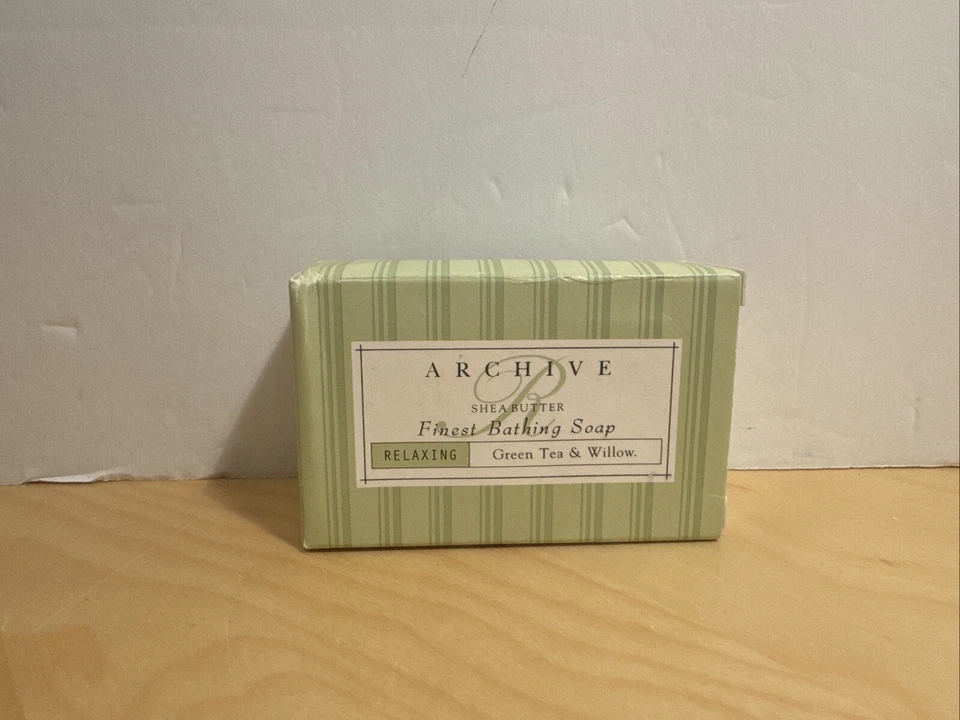 ARCHIVE
R
SHEA BUTTER
Finest Bathing Soap
RELAXING Green Tea & Willow.